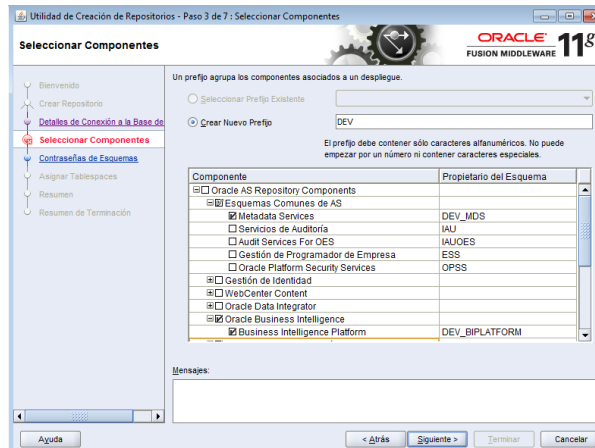 Utilidad de Creación de Repositorios - Paso 3 de 7 : Seleccionar Componentes
Seleccionar Componentes
ORACLE
FUSION MIDDLEWARE 11g
Bienvenido
Crear Repositorio
Detalles de Conexión a la Base de
Seleccionar Componentes
Contraseñas de Esquemas
Asignar Tablespaces
Resumen
Resumen de Terminación
Un prefijo agrupa los componentes asociados a un despliegue.
Seleccionar Prefijo Existente
Crear Nuevo Prefijo DEV
El prefijo debe contener sólo caracteres alfanuméricos. No puede
empezar por un número ni contener caracteres especiales.
Componente Propietario del Esquema
Oracle AS Repository Components
Esquemas Comunes de AS
Metadata Services DEV_MDS
Servicios de Auditoría IAU
Audit Services For OES IAUOES
Gestión de Programador de Empresa ESS
Oracle Platform Security Services OPSS
Gestión de Identidad
WebCenter Content
Oracle Data Integrator
Oracle Business Intelligence
Business Intelligence Platform DEV_BIPLATFORM
Mensajes:
Ayuda < Atrás Siguiente > Terminar Cancelar